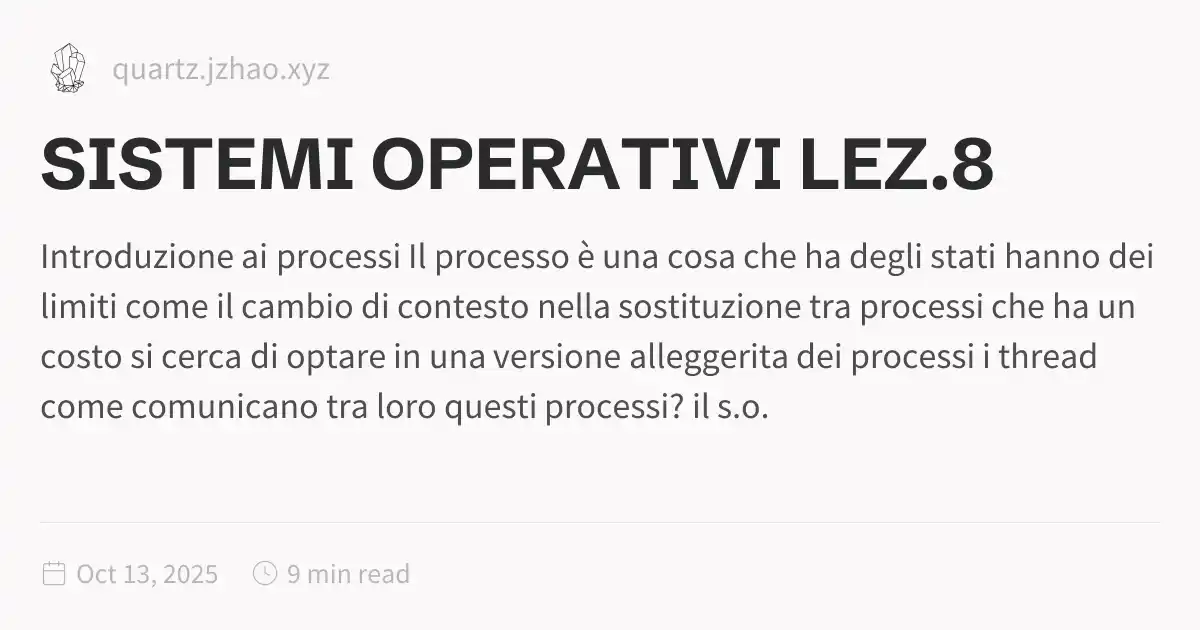 quartz.jzhao.xyz
SISTEMI OPERATIVI LEZ.8
Introduzione ai processi Il processo è una cosa che ha degli stati hanno dei
limiti come il cambio di contesto nella sostituzione tra processi che ha un
costo si cerca di optare in una versione alleggerita dei processi i thread
come comunicano tra loro questi processi? il s.o.
Oct 13, 2025 9 min read